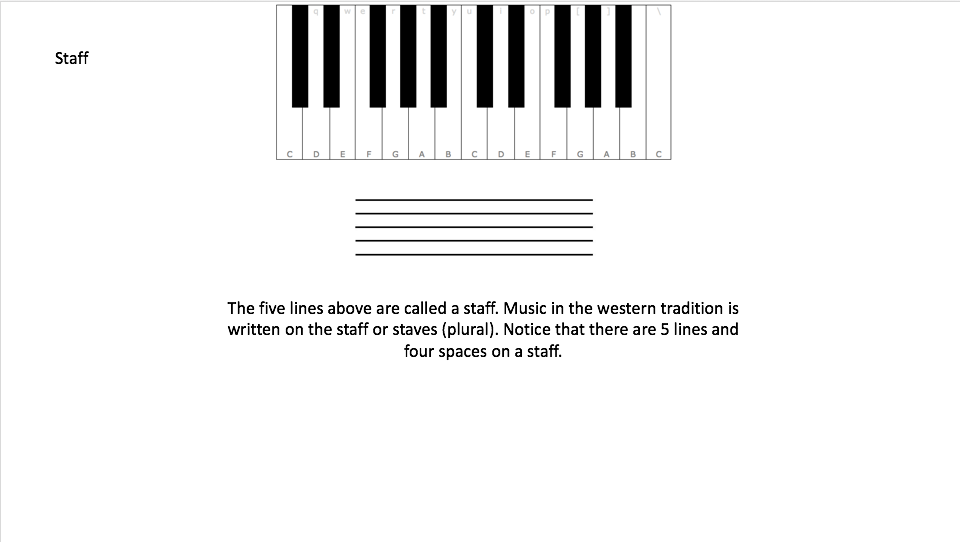 q w e r t y u i o p [ ] \
Staff
C D E F G A B C D E F G A B C
The five lines above are called a staff. Music in the western tradition is
written on the staff or staves (plural). Notice that there are 5 lines and
four spaces on a staff.